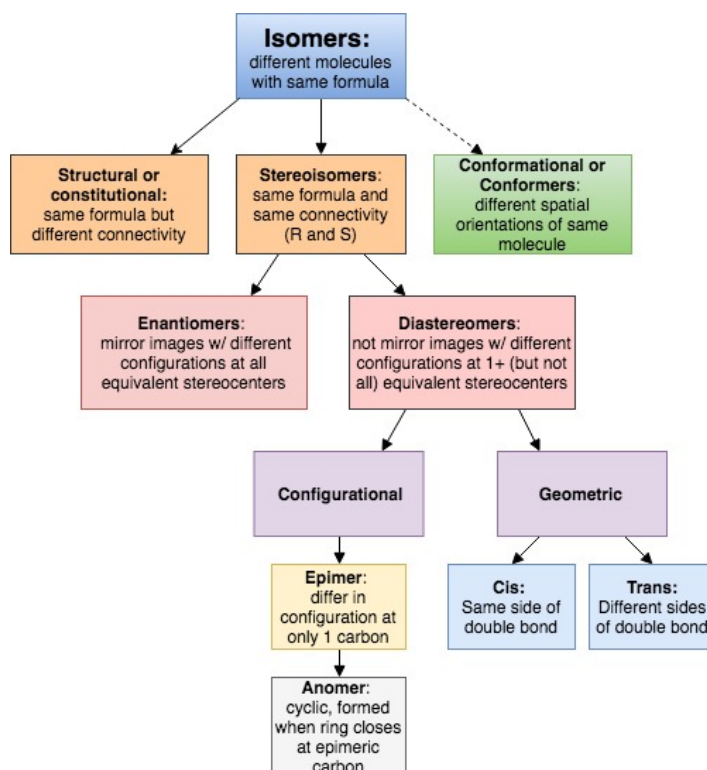 Isomers:
different molecules
with same formula
Structural or
constitutional:
same formula but
different connectivity
Stereoisomers:
same formula and
same connectivity
(R and S)
Conformational or
Conformers:
different spatial
orientations of same
molecule
Enantiomers:
mirror images w/ different
configurations at all
equivalent stereocenters
Diastereomers:
not mirror images w/ different
configurations at 1+ (but not
all) equivalent stereocenters
Configurational
Geometric
Epimer:
differ in
configuration at
only 1 carbon
Cis:
Same side of
double bond
Trans:
Different sides
of double bond
Anomer:
cyclic, formed
when ring closes
at epimeric
carbon